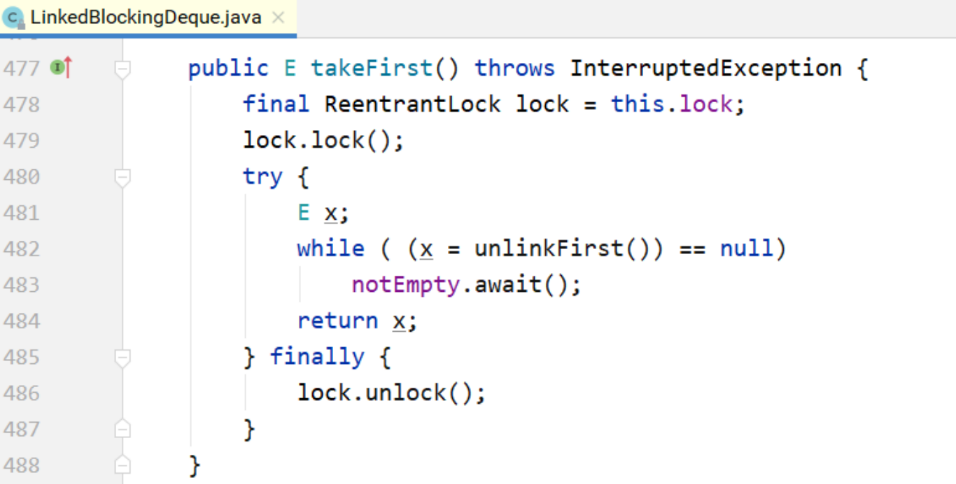 LinkedBlockingDeque.java
477 public E takeFirst() throws InterruptedException {
478 final ReentrantLock lock = this.lock;
479 lock.lock();
480 try {
481 E x;
482 while ( (x = unlinkFirst()) == null)
483 notEmpty.await();
484 return x;
485 } finally {
486 lock.unlock();
487 }
488 }